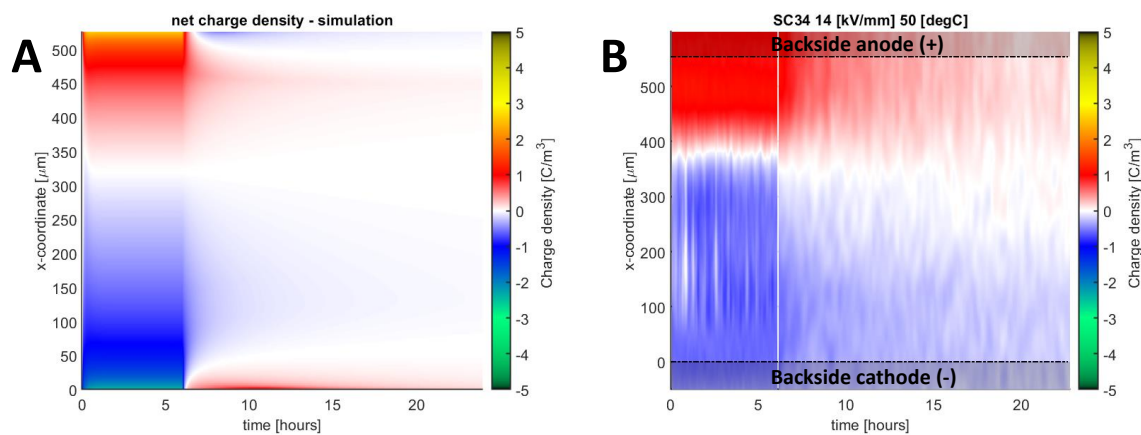 A
net charge density - simulation
500
450
400
350
300
250
200
150
100
50
0
x-coordinate [μm]
0 5 10 15 20
time [hours]
5
4
3
2
1
0
-1
-2
-3
-4
-5
Charge density [C/m³]
B
SC34 14 [kV/mm] 50 [degC]
Backside anode (+)
500
400
300
200
100
0
x-coordinate [μm]
Backside cathode (-)
0 5 10 15 20
time [hours]
5
4
3
2
1
0
-1
-2
-3
-4
-5
Charge density [C/m³]